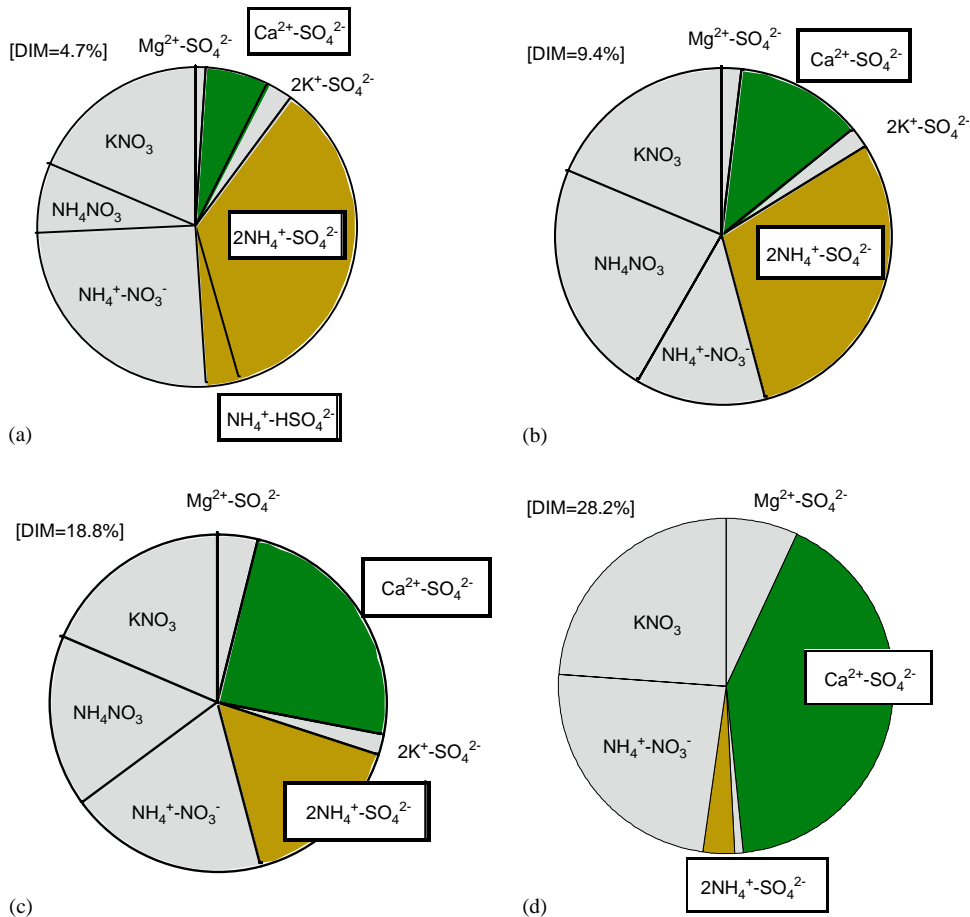 [DIM=4.7%]
Mg²⁺-SO₄²⁻
Ca²⁺-SO₄²⁻
2K⁺-SO₄²⁻
KNO₃
NH₄NO₃
2NH₄⁺-SO₄²⁻
NH₄⁺-NO₃⁻
NH₄⁺-HSO₄²⁻
(a)
[DIM=9.4%]
Mg²⁺-SO₄²⁻
Ca²⁺-SO₄²⁻
2K⁺-SO₄²⁻
KNO₃
NH₄NO₃
2NH₄⁺-SO₄²⁻
NH₄⁺-NO₃⁻
(b)
[DIM=18.8%]
Mg²⁺-SO₄²⁻
Ca²⁺-SO₄²⁻
KNO₃
NH₄NO₃
2K⁺-SO₄²⁻
NH₄⁺-NO₃⁻
2NH₄⁺-SO₄²⁻
(c)
[DIM=28.2%]
Mg²⁺-SO₄²⁻
KNO₃
Ca²⁺-SO₄²⁻
NH₄⁺-NO₃⁻
2NH₄⁺-SO₄²⁻
(d)